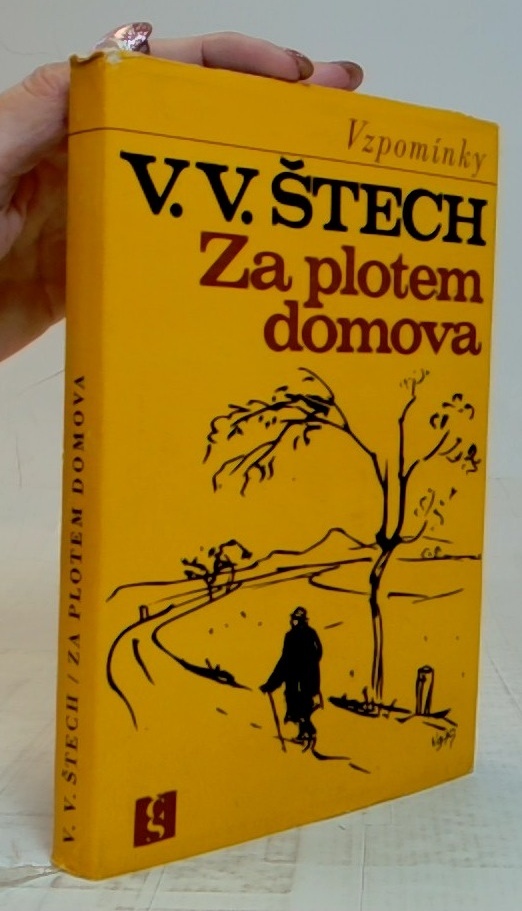 Vzpomínky
V. V. ŠTECH
Za plotem
domova
V. V. ŠTECH / ZA PLOTEM DOMOVA